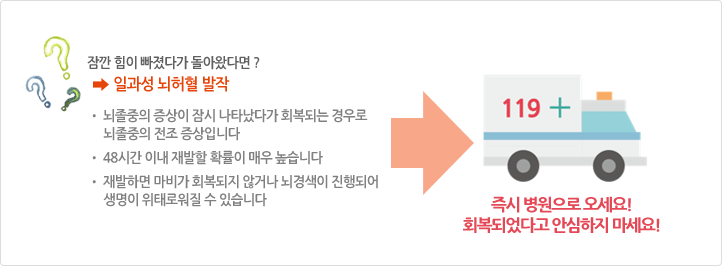 잠깐 힘이 빠졌다가 돌아왔다면 ?
➡ 일과성 뇌허혈 발작
• 뇌졸중의 증상이 잠시 나타났다가 회복되는 경우로
뇌졸중의 전조 증상입니다
• 48시간 이내 재발할 확률이 매우 높습니다
• 재발하면 마비가 회복되지 않거나 뇌경색이 진행되어
생명이 위태로워질 수 있습니다
119 +
즉시 병원으로 오세요!
회복되었다고 안심하지 마세요!